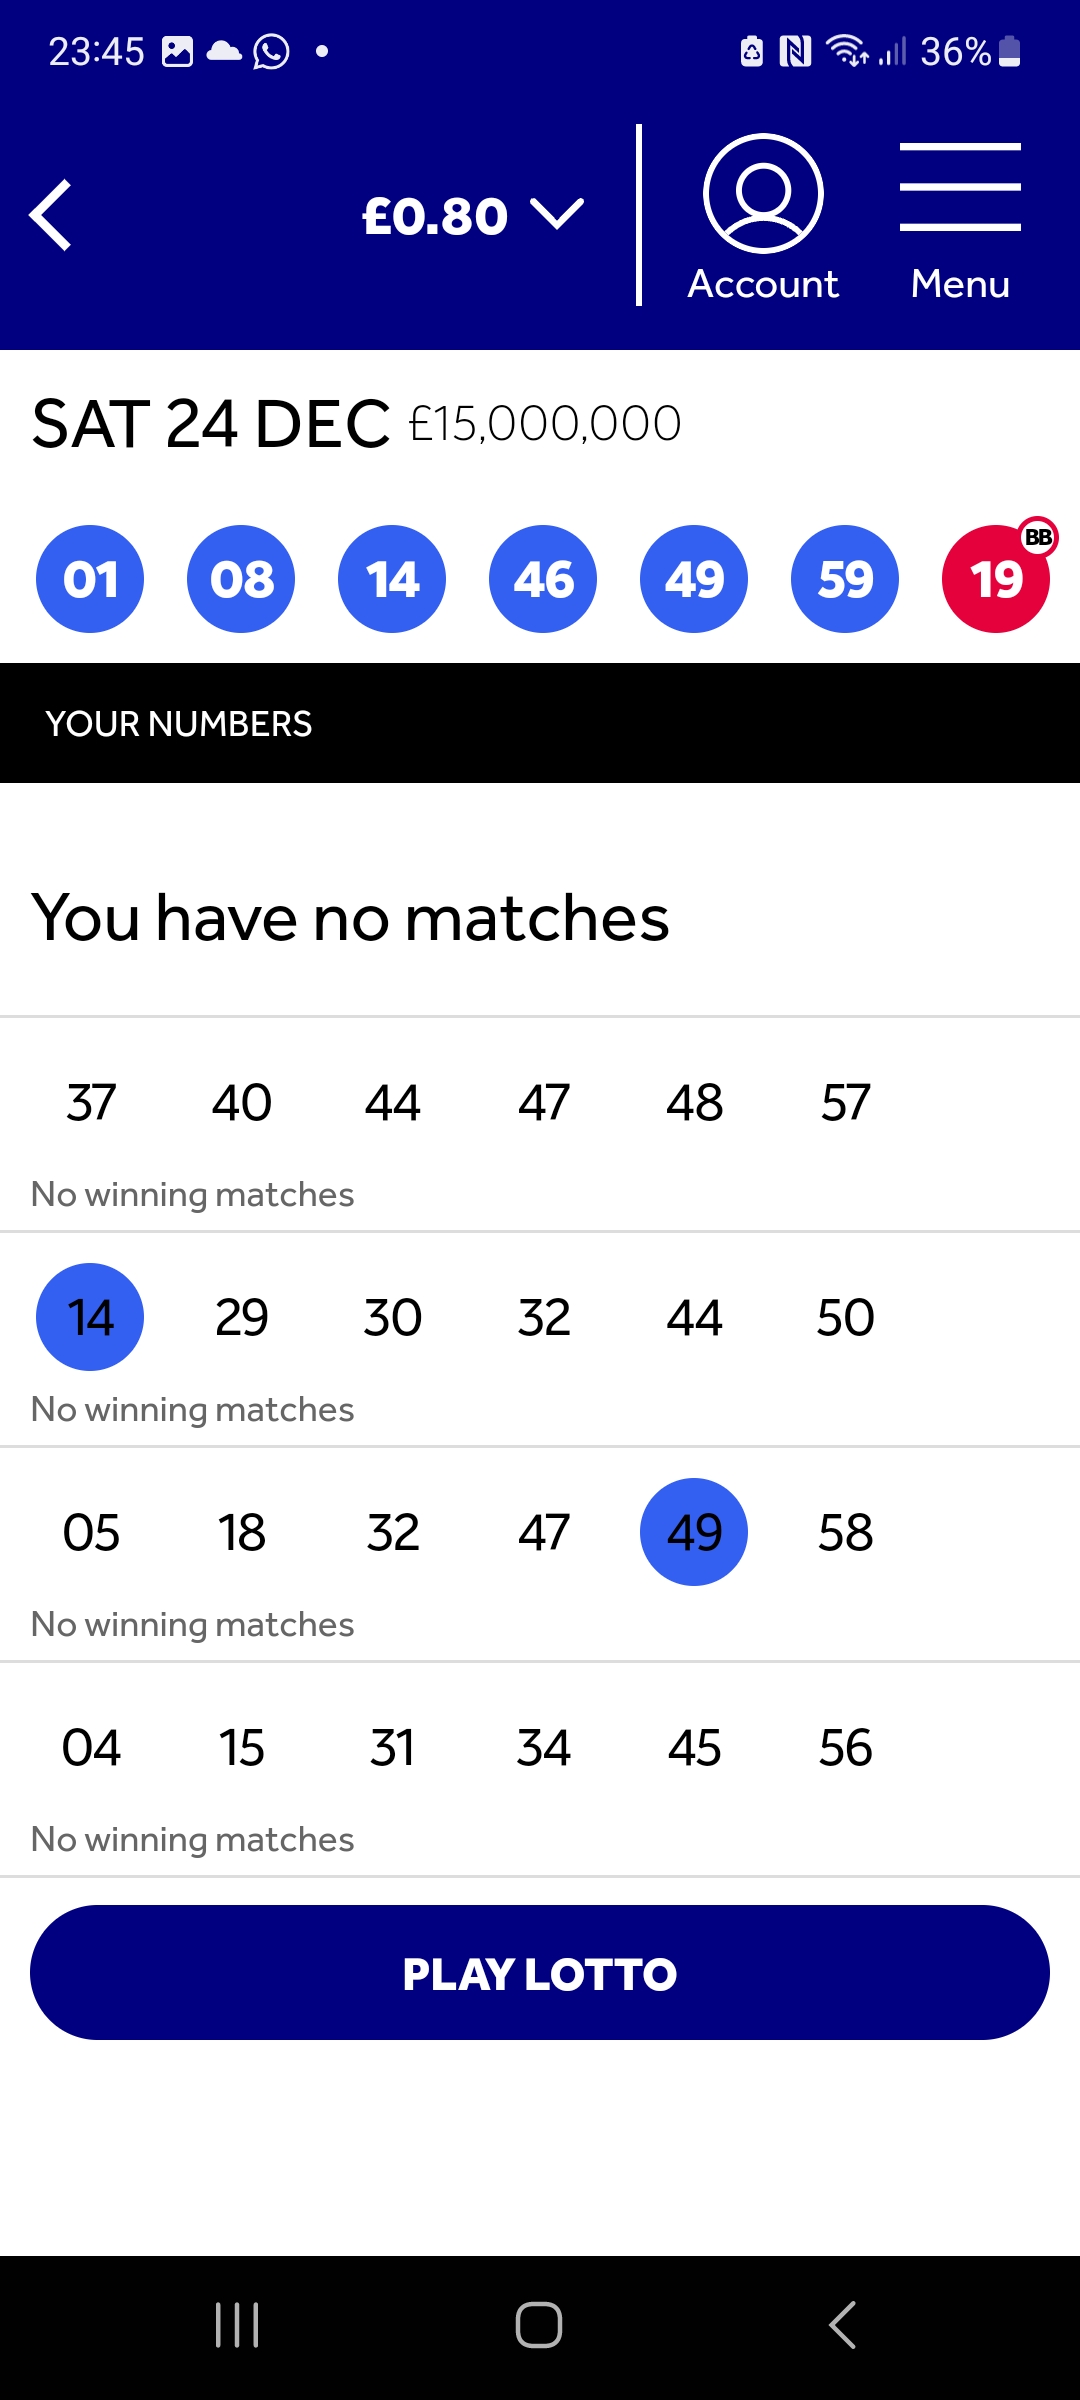 23:45 36%
£0.80
Account Menu
SAT 24 DEC £15,000,000
01 08 14 46 49 59 19 BB
YOUR NUMBERS
You have no matches
37 40 44 47 48 57
No winning matches
14 29 30 32 44 50
No winning matches
05 18 32 47 49 58
No winning matches
04 15 31 34 45 56
No winning matches
PLAY LOTTO